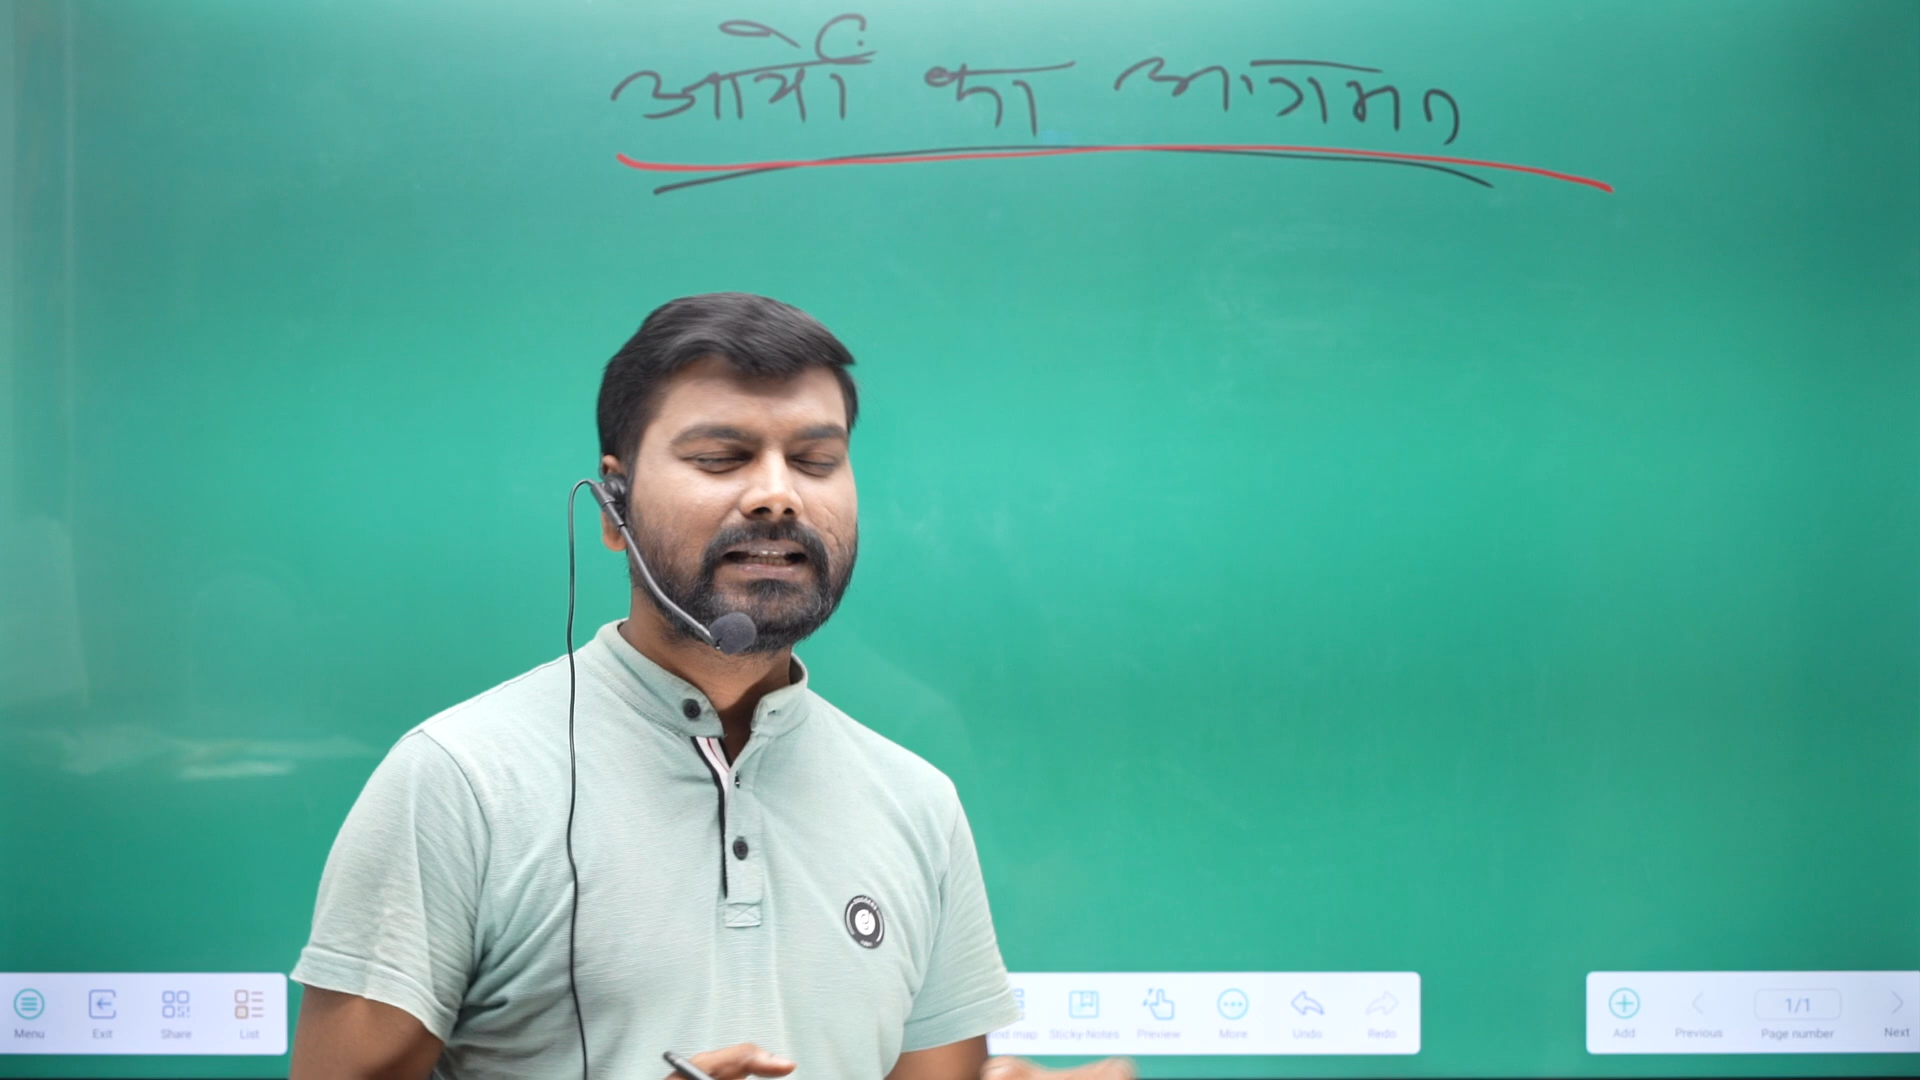 आर्यों का आगमन
Menu Exit Share List Sticky-Notes Preview More Undo Redo Add Previous 1/1 Page number Next